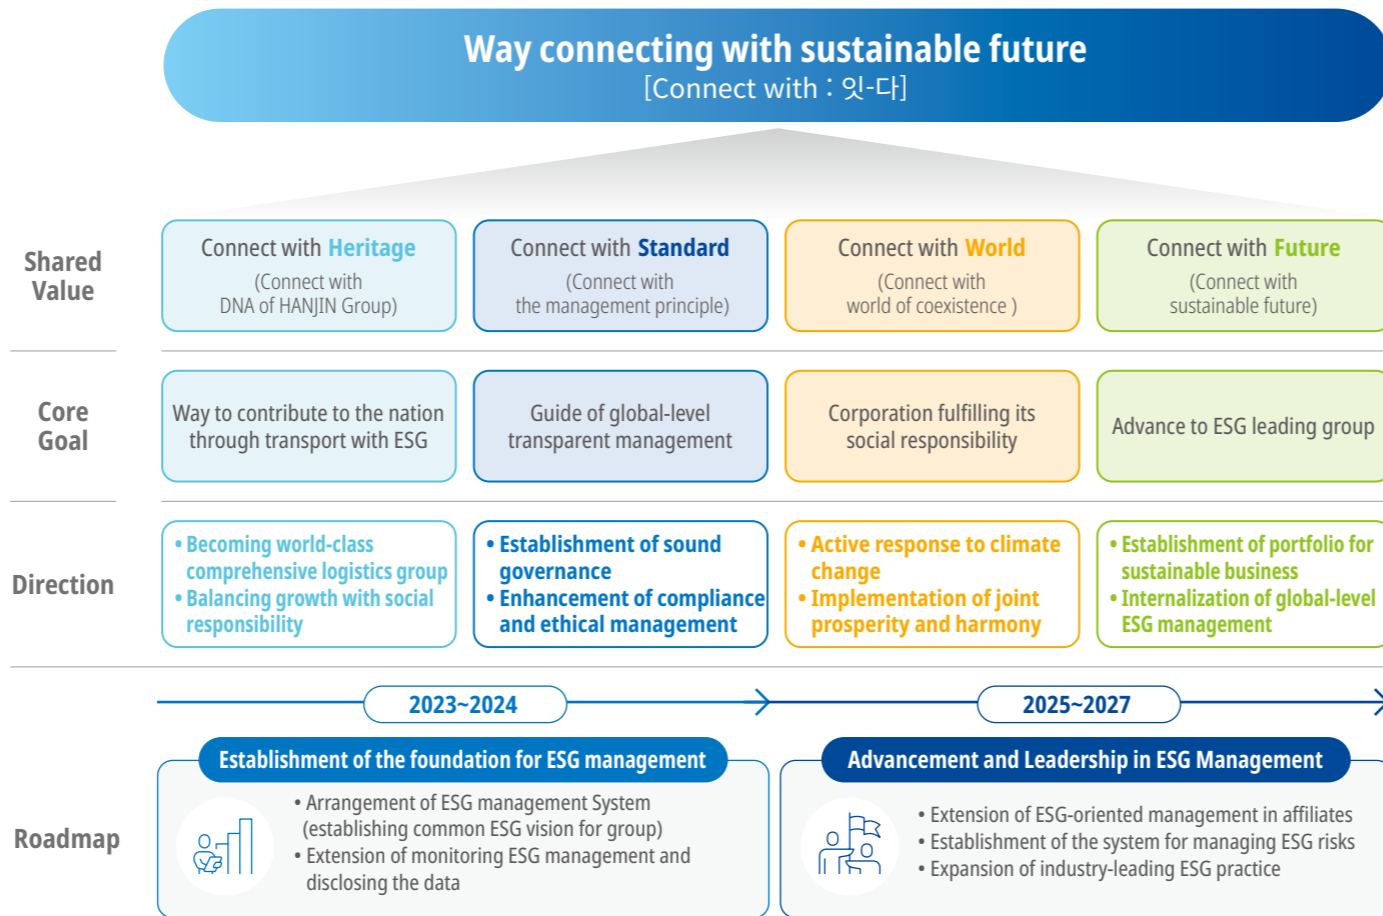 Way connecting with sustainable future
[Connect with : 잇-다]
Shared
Value
Connect with Heritage
(Connect with
DNA of HANJIN Group)
Connect with Standard
(Connect with
the management principle)
Connect with World
(Connect with
world of coexistence )
Connect with Future
(Connect with
sustainable future)
Core
Goal
Way to contribute to the nation
through transport with ESG
Guide of global-level
transparent management
Corporation fulfilling its
social responsibility
Advance to ESG leading group
Direction
• Becoming world-class
comprehensive logistics group
• Balancing growth with social
responsibility
• Establishment of sound
governance
• Enhancement of compliance
and ethical management
• Active response to climate
change
• Implementation of joint
prosperity and harmony
• Establishment of portfolio for
sustainable business
• Internalization of global-level
ESG management
Roadmap
2023~2024
Establishment of the foundation for ESG management
• Arrangement of ESG management System
(establishing common ESG vision for group)
• Extension of monitoring ESG management and
disclosing the data
2025~2027
Advancement and Leadership in ESG Management
• Extension of ESG-oriented management in affiliates
• Establishment of the system for managing ESG risks
• Expansion of industry-leading ESG practice